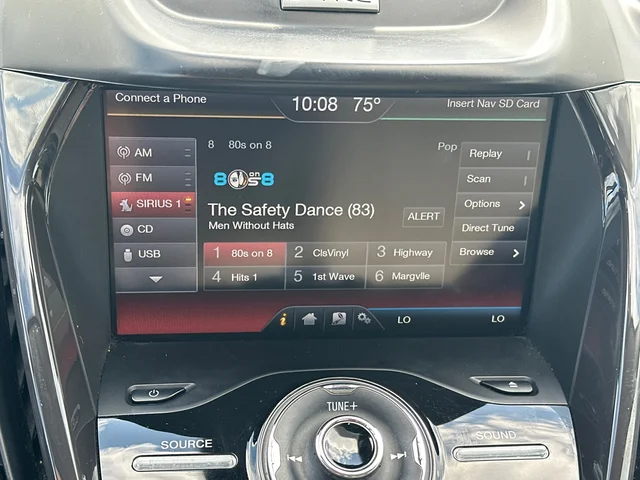 Connect a Phone 10:08 75° Insert Nav SD Card
8 80s on 8 Pop
AM
FM
SIRIUS 1
CD
USB
8 on 8
The Safety Dance (83)
Men Without Hats
ALERT
1 80s on 8 2 ClsVinyl 3 Highway
4 Hits 1 5 1st Wave 6 Margvlle
Replay
Scan
Options
Direct Tune
Browse
i LO LO
TUNE+
SOURCE
SOUND